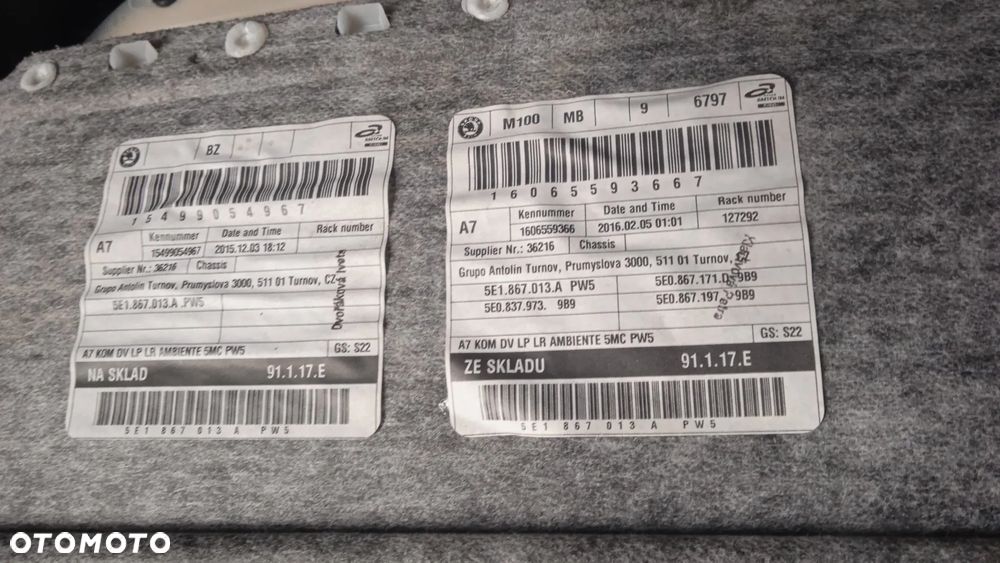 BZ
15499054967
A7
Kennummer
Date and Time
Rack number
15499054967
2015.12.03 18:12
Supplier Nr.: 36216
Chassis
Grupo Antolin Turnov, Prumyslova 3000, 511 01 Turnov, CZ-
5E1.867.013.A .PW5
Dvořáková Iveta
A7 KOM DV LP LR AMBIENTE 5MC PW5
GS: S22
NA SKLAD
91.1.17.E
5E1 867 013 A PW5
M100
MB
9
6797
16065593667
A7
Kennummer
Date and Time
Rack number
1606559366
2016.02.05 01:01
127292
Supplier Nr.: 36216
Chassis
Grupo Antolin Turnov, Prumyslova 3000, 511 01 Turnov,
5E1.867.013.A PW5
5E0.867.171.D 9B9
5E0.837.973. 9B9
5E0.867.197. 9B9
Petra
A7 KOM DV LP LR AMBIENTE 5MC PW5
GS: S22
ZE SKLADU
91.1.17.E
5E1 867 013 A PW5
OTOMOTO